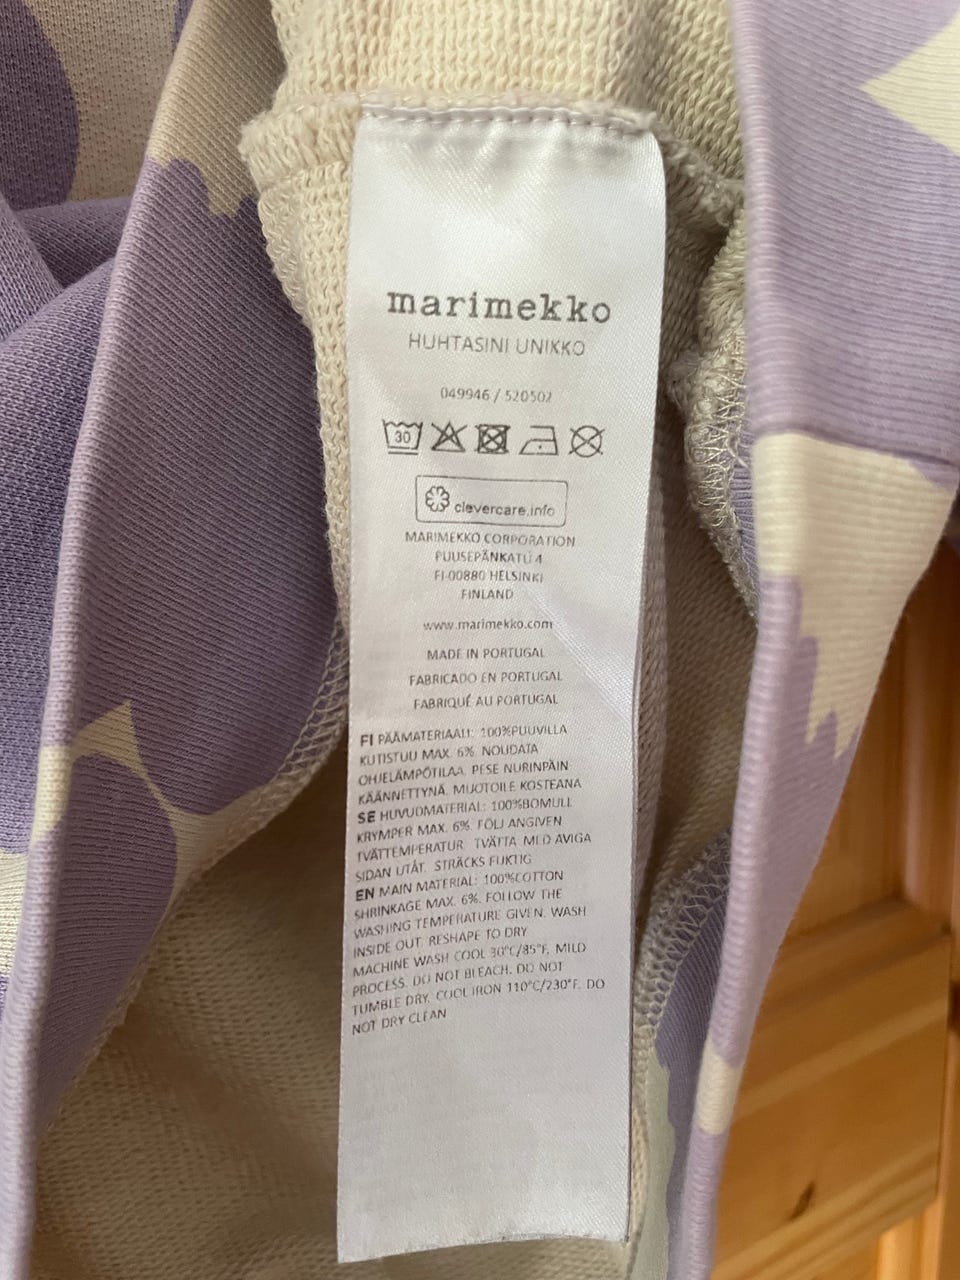 marimekko
HUHTASINI UNIKKO
049946 / 520502
30
clevercare.info
MARIMEKKO CORPORATION
PUUSEPÄNKATU 4
FI-00880 HELSINKI
FINLAND
www.marimekko.com
MADE IN PORTUGAL
FABRICADO EN PORTUGAL
FABRIQUÉ AU PORTUGAL
FI PÄÄMATERIAALI: 100%PUUVILLA
KUTISTUU MAX. 6%. NOUDATA
OHJELÄMPÖTILAA. PESE NURINPÄIN
KÄÄNNETTYNÄ. MUOTOILE KOSTEANA
SE HUVUDMATERIAL: 100%BOMULL
KRYMPER MAX. 6%. FÖLJ ANGIVEN
TVÄTTEMPERATUR. TVÄTTA MED AVIGA
SIDAN UTÅT. STRÄCKS FUKTIG
EN MAIN MATERIAL: 100%COTTON
SHRINKAGE MAX. 6%. FOLLOW THE
WASHING TEMPERATURE GIVEN. WASH
INSIDE OUT. RESHAPE TO DRY
MACHINE WASH COOL 30°C/85°F, MILD
PROCESS. DO NOT BLEACH. DO NOT
TUMBLE DRY. COOL IRON 110°C/230°F. DO
NOT DRY CLEAN